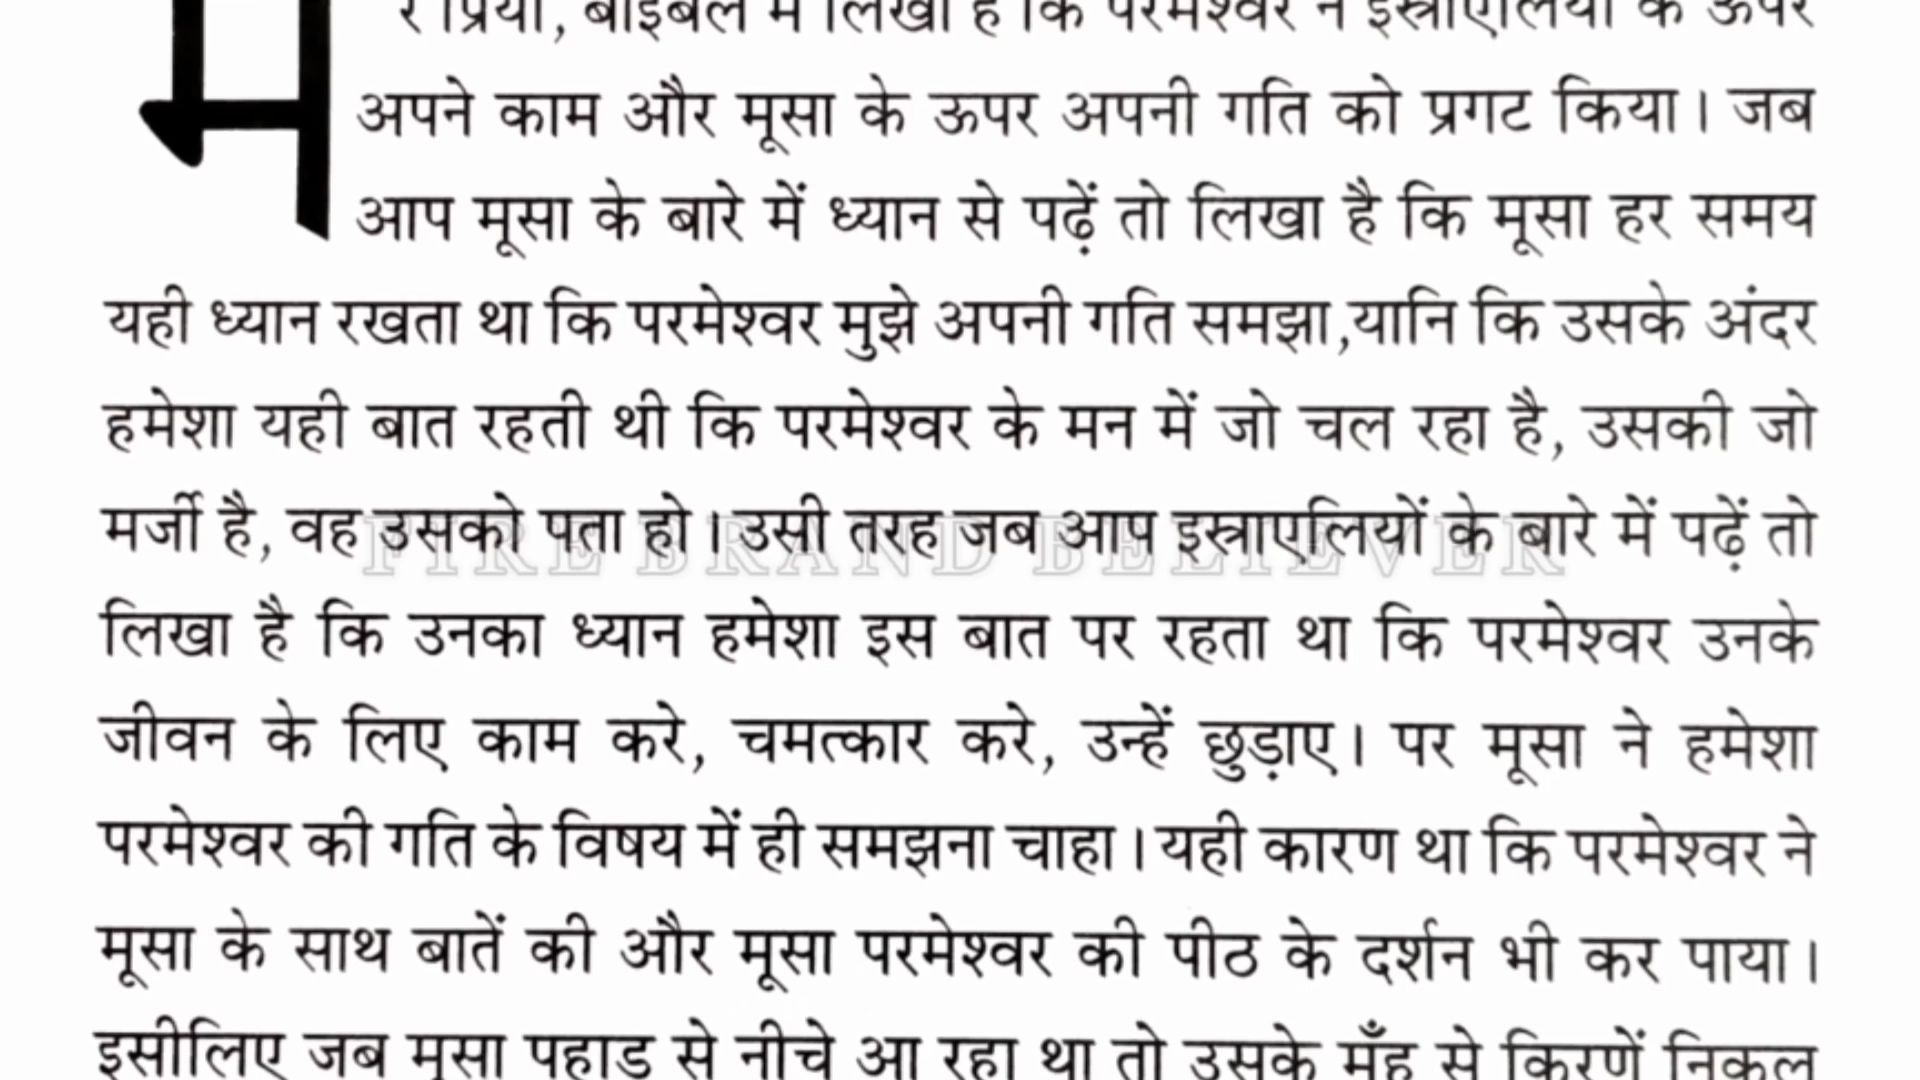 मेरे प्रियो, बाइबल में लिखा है कि परमेश्वर ने इस्राएलियों के ऊपर
अपने काम और मूसा के ऊपर अपनी गति को प्रगट किया। जब
आप मूसा के बारे में ध्यान से पढ़ें तो लिखा है कि मूसा हर समय
यही ध्यान रखता था कि परमेश्वर मुझे अपनी गति समझा,यानि कि उसके अंदर
हमेशा यही बात रहती थी कि परमेश्वर के मन में जो चल रहा है, उसकी जो
मर्जी है, वह उसको पता हो। उसी तरह जब आप इस्राएलियों के बारे में पढ़ें तो
FIRE BRAND BELIEVER
लिखा है कि उनका ध्यान हमेशा इस बात पर रहता था कि परमेश्वर उनके
जीवन के लिए काम करे, चमत्कार करे, उन्हें छुड़ाए। पर मूसा ने हमेशा
परमेश्वर की गति के विषय में ही समझना चाहा। यही कारण था कि परमेश्वर ने
मूसा के साथ बातें की और मूसा परमेश्वर की पीठ के दर्शन भी कर पाया।
इसीलिए जब मूसा पहाड़ से नीचे आ रहा था तो उसके मुँह से किरणें निकल